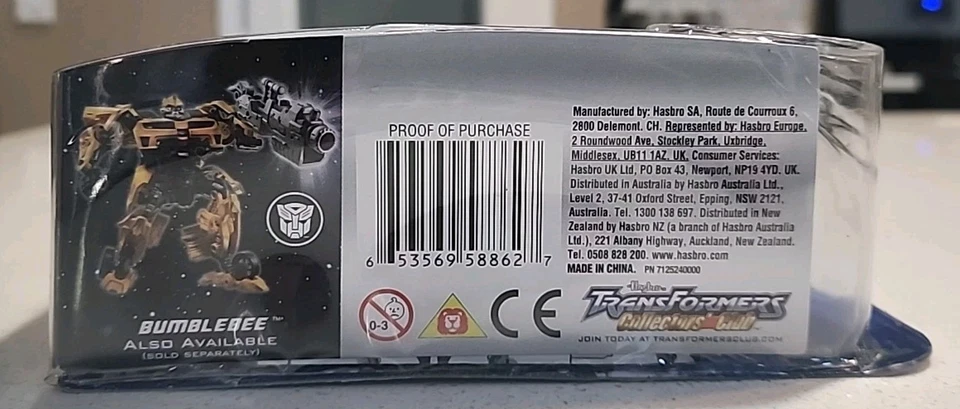 BUMBLEBEE™
ALSO AVAILABLE
(SOLD SEPARATELY)
PROOF OF PURCHASE
6 53569 58862 7
0-3
CE
Manufactured by: Hasbro SA, Route de Courroux 6,
2800 Delemont. CH. Represented by: Hasbro Europe,
2 Roundwood Ave, Stockley Park, Uxbridge,
Middlesex, UB11 1AZ, UK. Consumer Services:
Hasbro UK Ltd, PO Box 43, Newport, NP19 4YD. UK.
Distributed in Australia by Hasbro Australia Ltd.,
Level 2, 37-41 Oxford Street, Epping, NSW 2121,
Australia. Tel. 1300 138 697. Distributed in New
Zealand by Hasbro NZ (a branch of Hasbro Australia
Ltd.), 221 Albany Highway, Auckland, New Zealand.
Tel. 0508 828 200. www.hasbro.com
MADE IN CHINA. PN 7125240000
Hasbro
TRANSFORMERS
Collectors' Club
JOIN TODAY AT TRANSFORMERSCLUB.COM